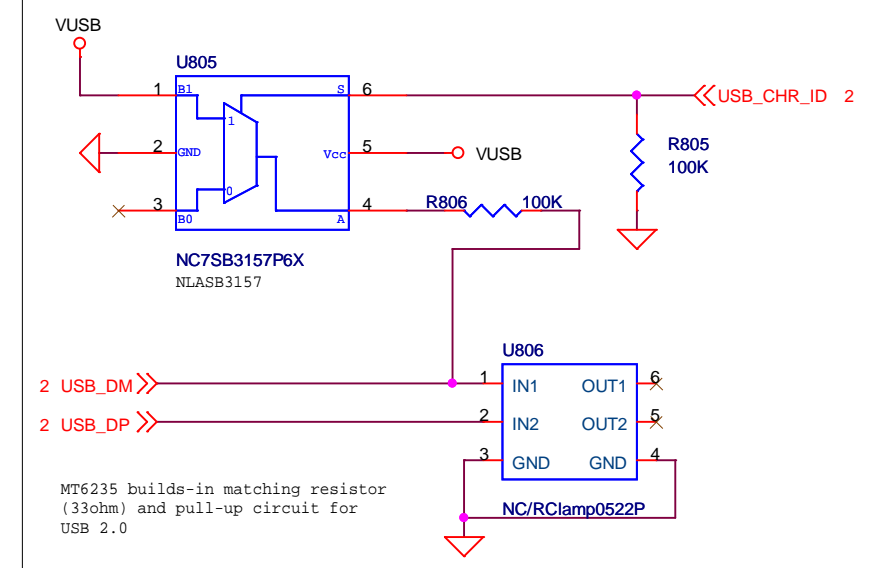 VUSB
U805
1 B1 S 6
USB_CHR_ID 2
1
2 GND Vcc 5
VUSB
R805
100K
0
3 B0 A 4
R806 100K
NC7SB3157P6X
NLASB3157
U806
2 USB_DM
1 IN1 OUT1 6
2 USB_DP
2 IN2 OUT2 5
3 GND GND 4
MT6235 builds-in matching resistor
(33ohm) and pull-up circuit for
USB 2.0
NC/RClamp0522P